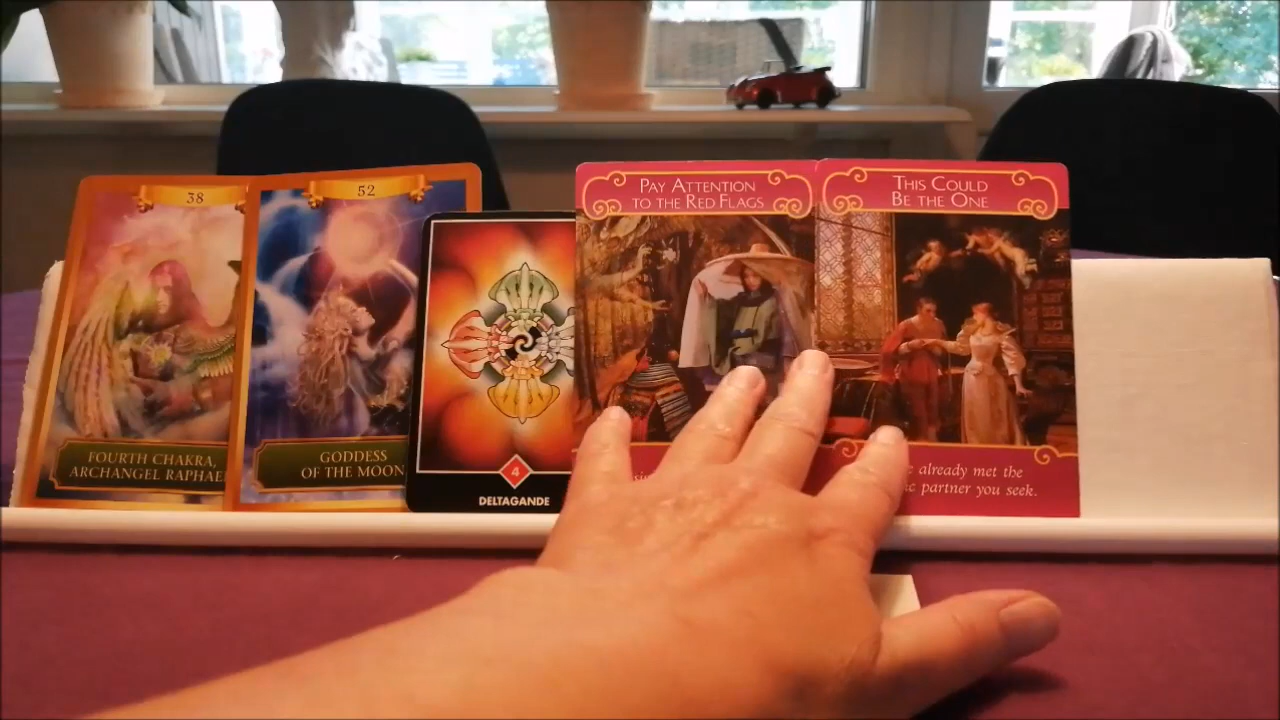 38
FOURTH CHAKRA,
ARCHANGEL RAPHAE
52
GODDESS
OF THE MOON
4
DELTAGANDE
PAY ATTENTION
TO THE RED FLAGS
THIS COULD
BE THE ONE
already met the
partner you seek.